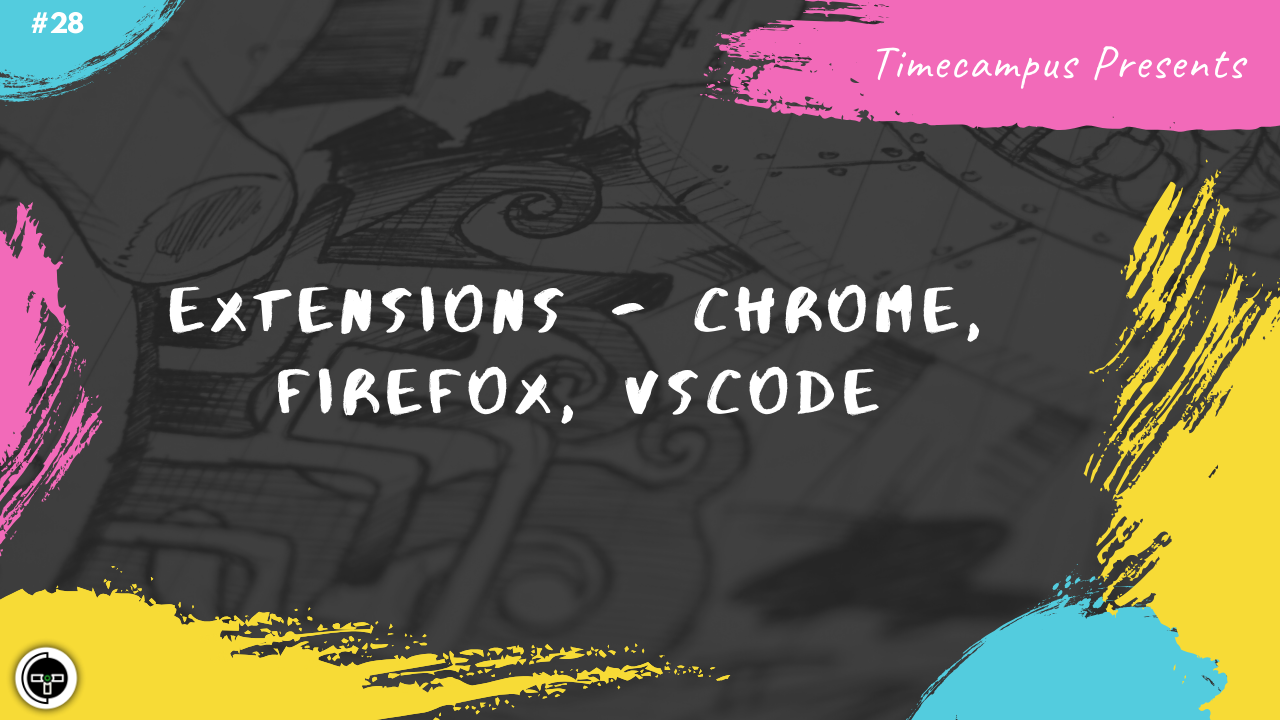 #28
Timecampus Presents
EXTENSIONS - CHROME,
FIREFOX, VSCODE